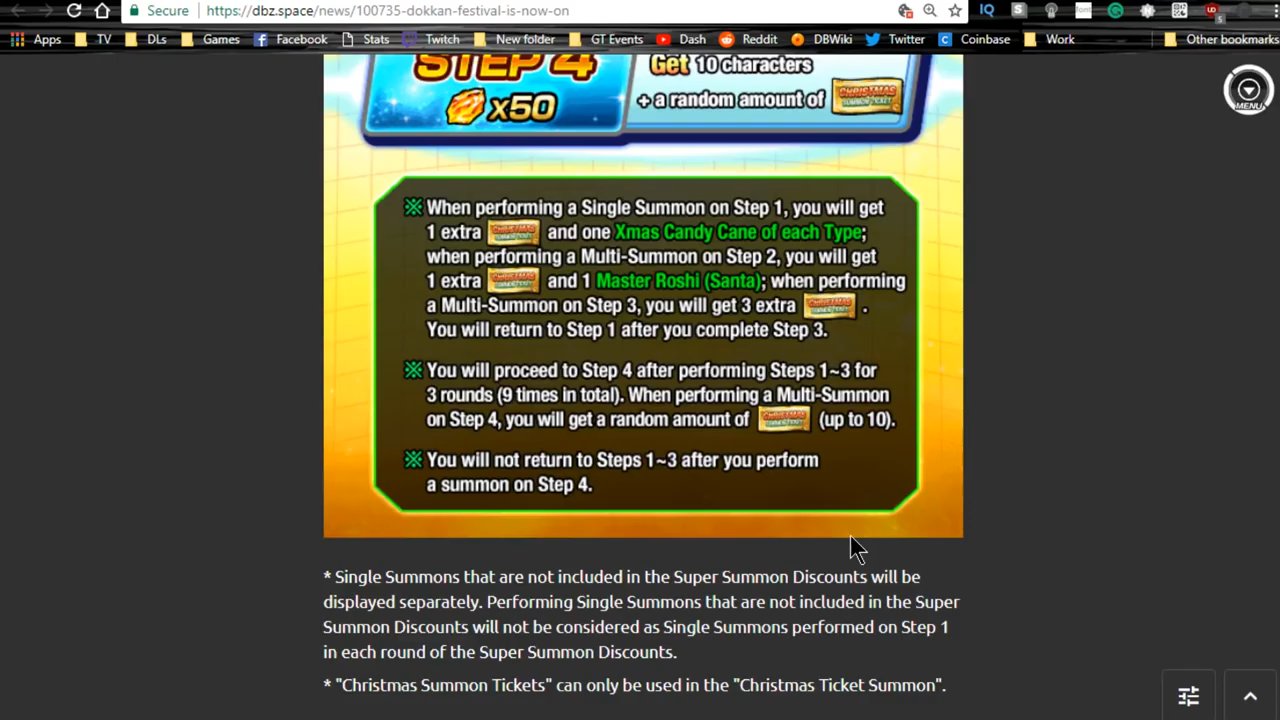 Secure https://dbz.space/news/100735-dokkan-festival-is-now-on
Apps TV DLs Games Facebook Stats Twitch New folder GT Events Dash Reddit DBWiki Twitter Coinbase Work Other bookmarks
STEP 4
x50
Get 10 characters
+ a random amount of CHRISTMAS SUMMON TICKET
MENU
※ When performing a Single Summon on Step 1, you will get
1 extra and one Xmas Candy Cane of each Type;
when performing a Multi-Summon on Step 2, you will get
1 extra and 1 Master Roshi (Santa); when performing
a Multi-Summon on Step 3, you will get 3 extra .
You will return to Step 1 after you complete Step 3.
※ You will proceed to Step 4 after performing Steps 1~3 for
3 rounds (9 times in total). When performing a Multi-Summon
on Step 4, you will get a random amount of (up to 10).
※ You will not return to Steps 1~3 after you perform
a summon on Step 4.
* Single Summons that are not included in the Super Summon Discounts will be
displayed separately. Performing Single Summons that are not included in the Super
Summon Discounts will not be considered as Single Summons performed on Step 1
in each round of the Super Summon Discounts.
* "Christmas Summon Tickets" can only be used in the "Christmas Ticket Summon".